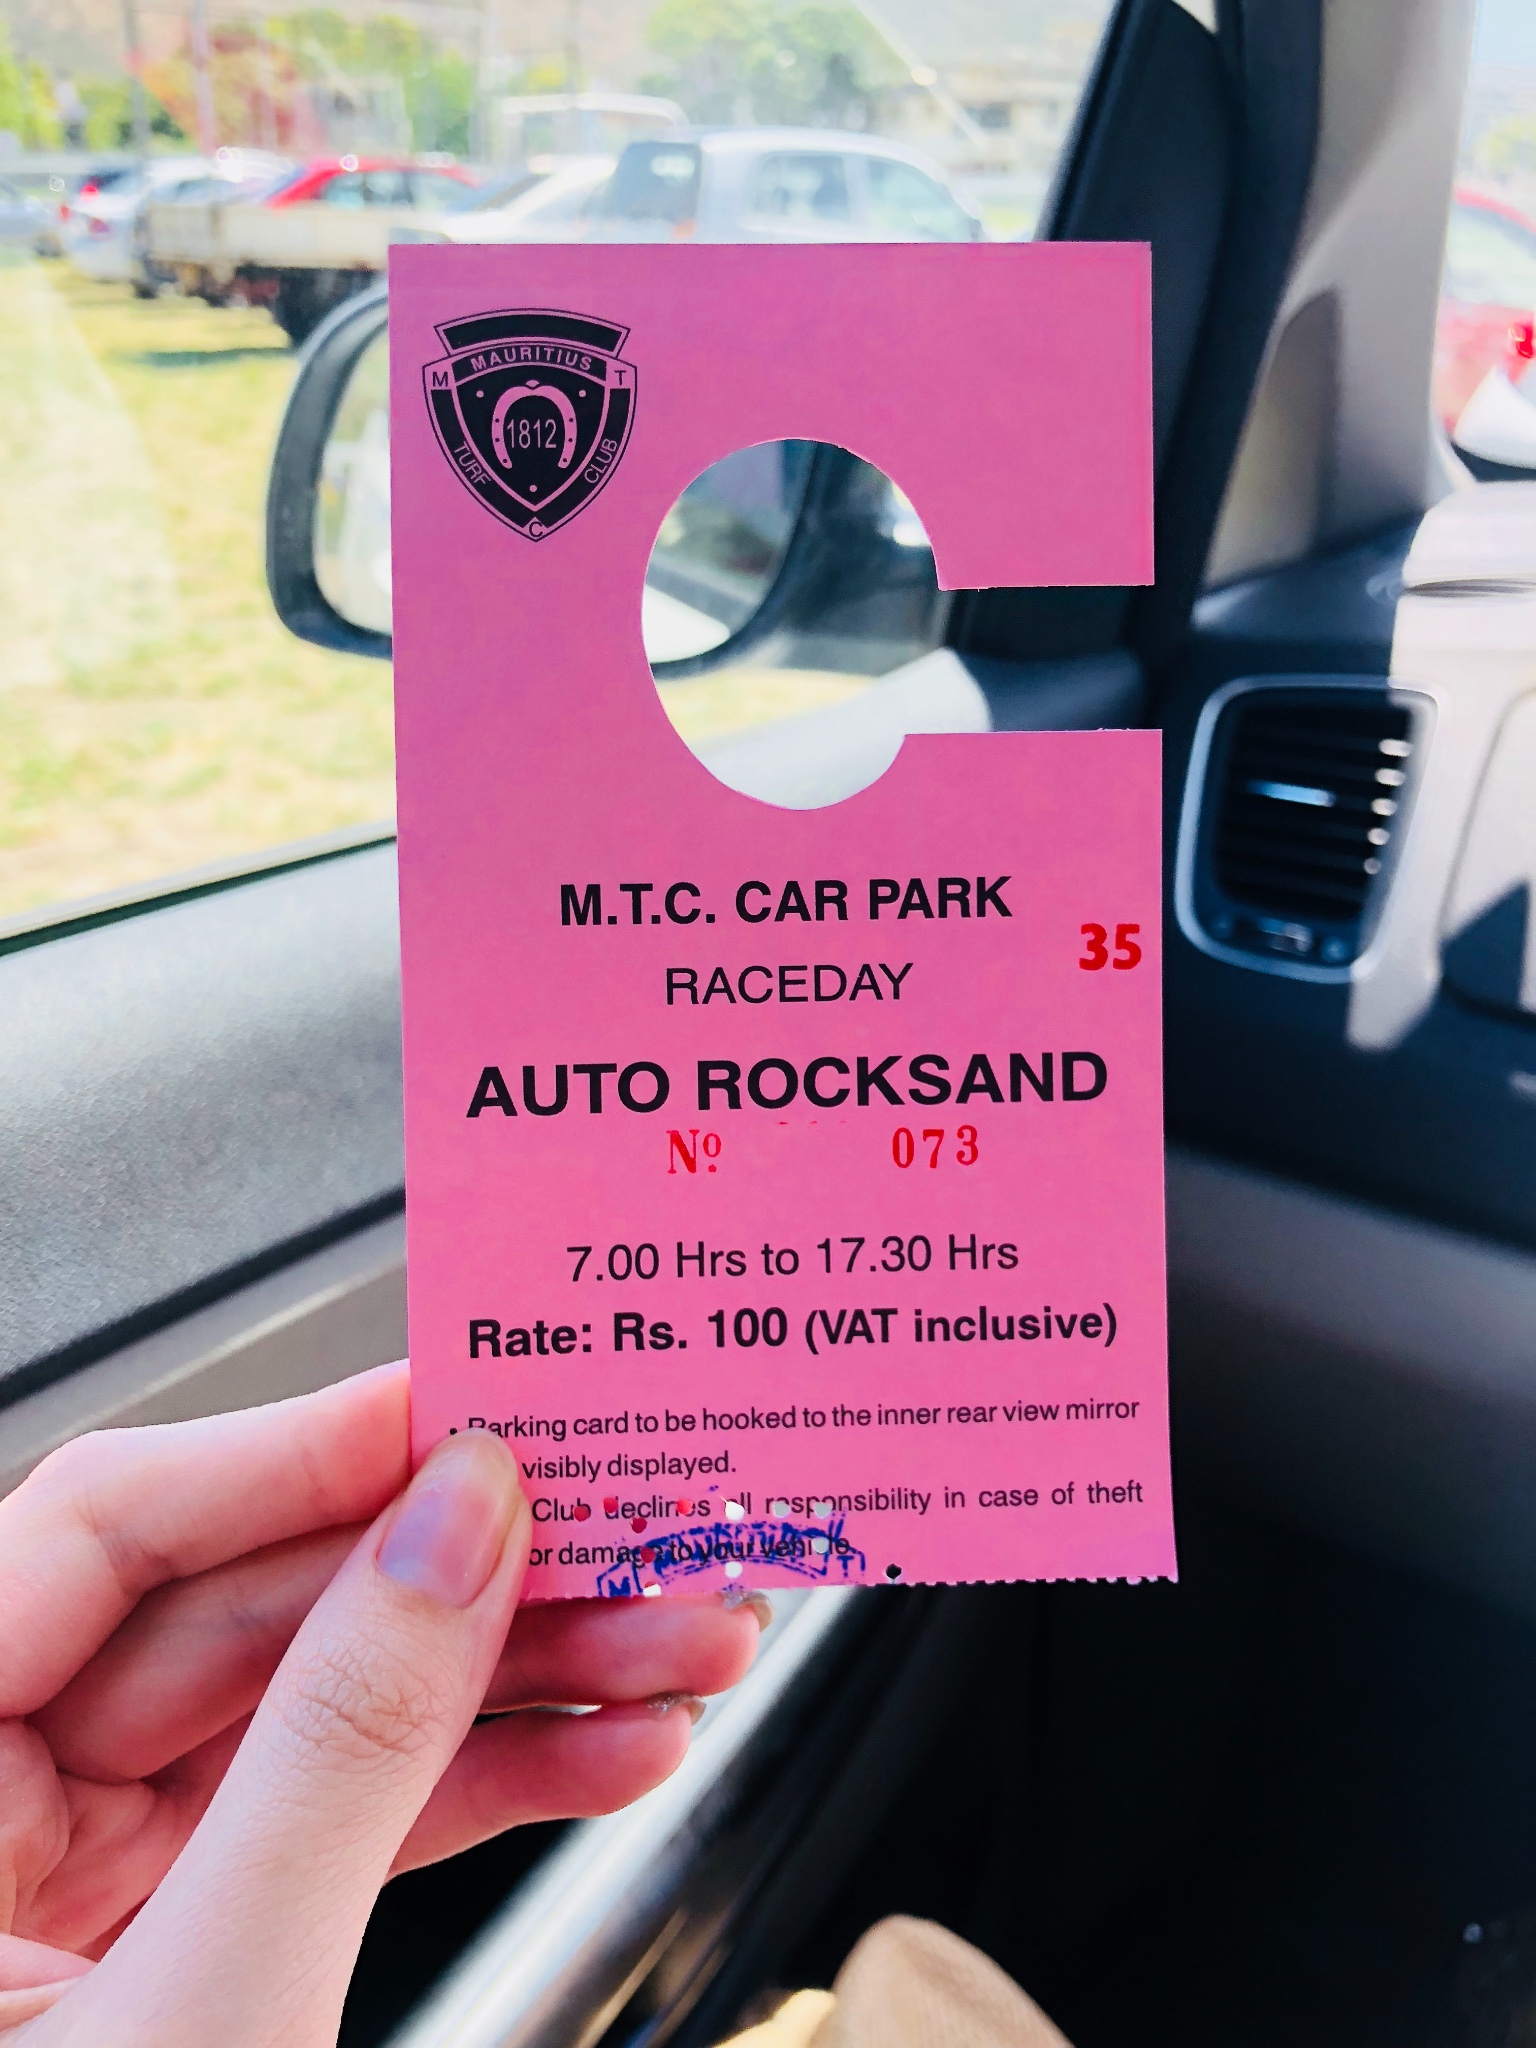 MAURITIUS
M T
1812
TURF CLUB
C
M.T.C. CAR PARK
35
RACEDAY
AUTO ROCKSAND
Nº 073
7.00 Hrs to 17.30 Hrs
Rate: Rs. 100 (VAT inclusive)
• Parking card to be hooked to the inner rear view mirror
visibly displayed.
Club declines all responsibility in case of theft
or damage to your vehicle.
M T